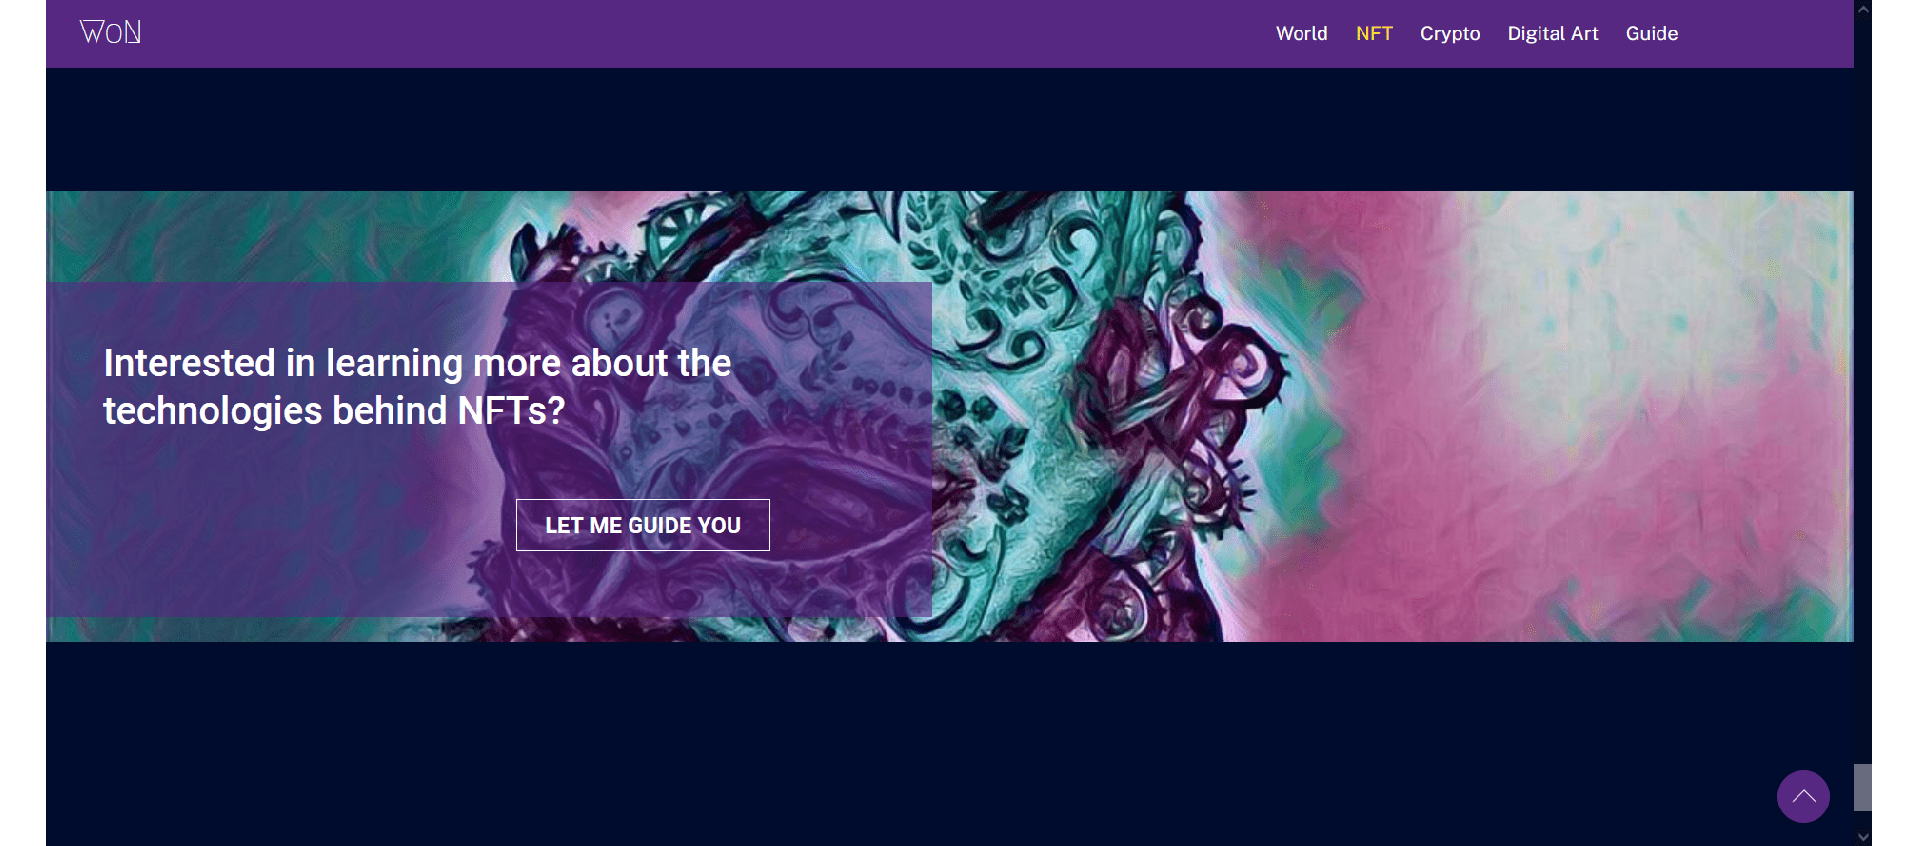 WoN
World NFT Crypto Digital Art Guide
Interested in learning more about the
technologies behind NFTs?
LET ME GUIDE YOU